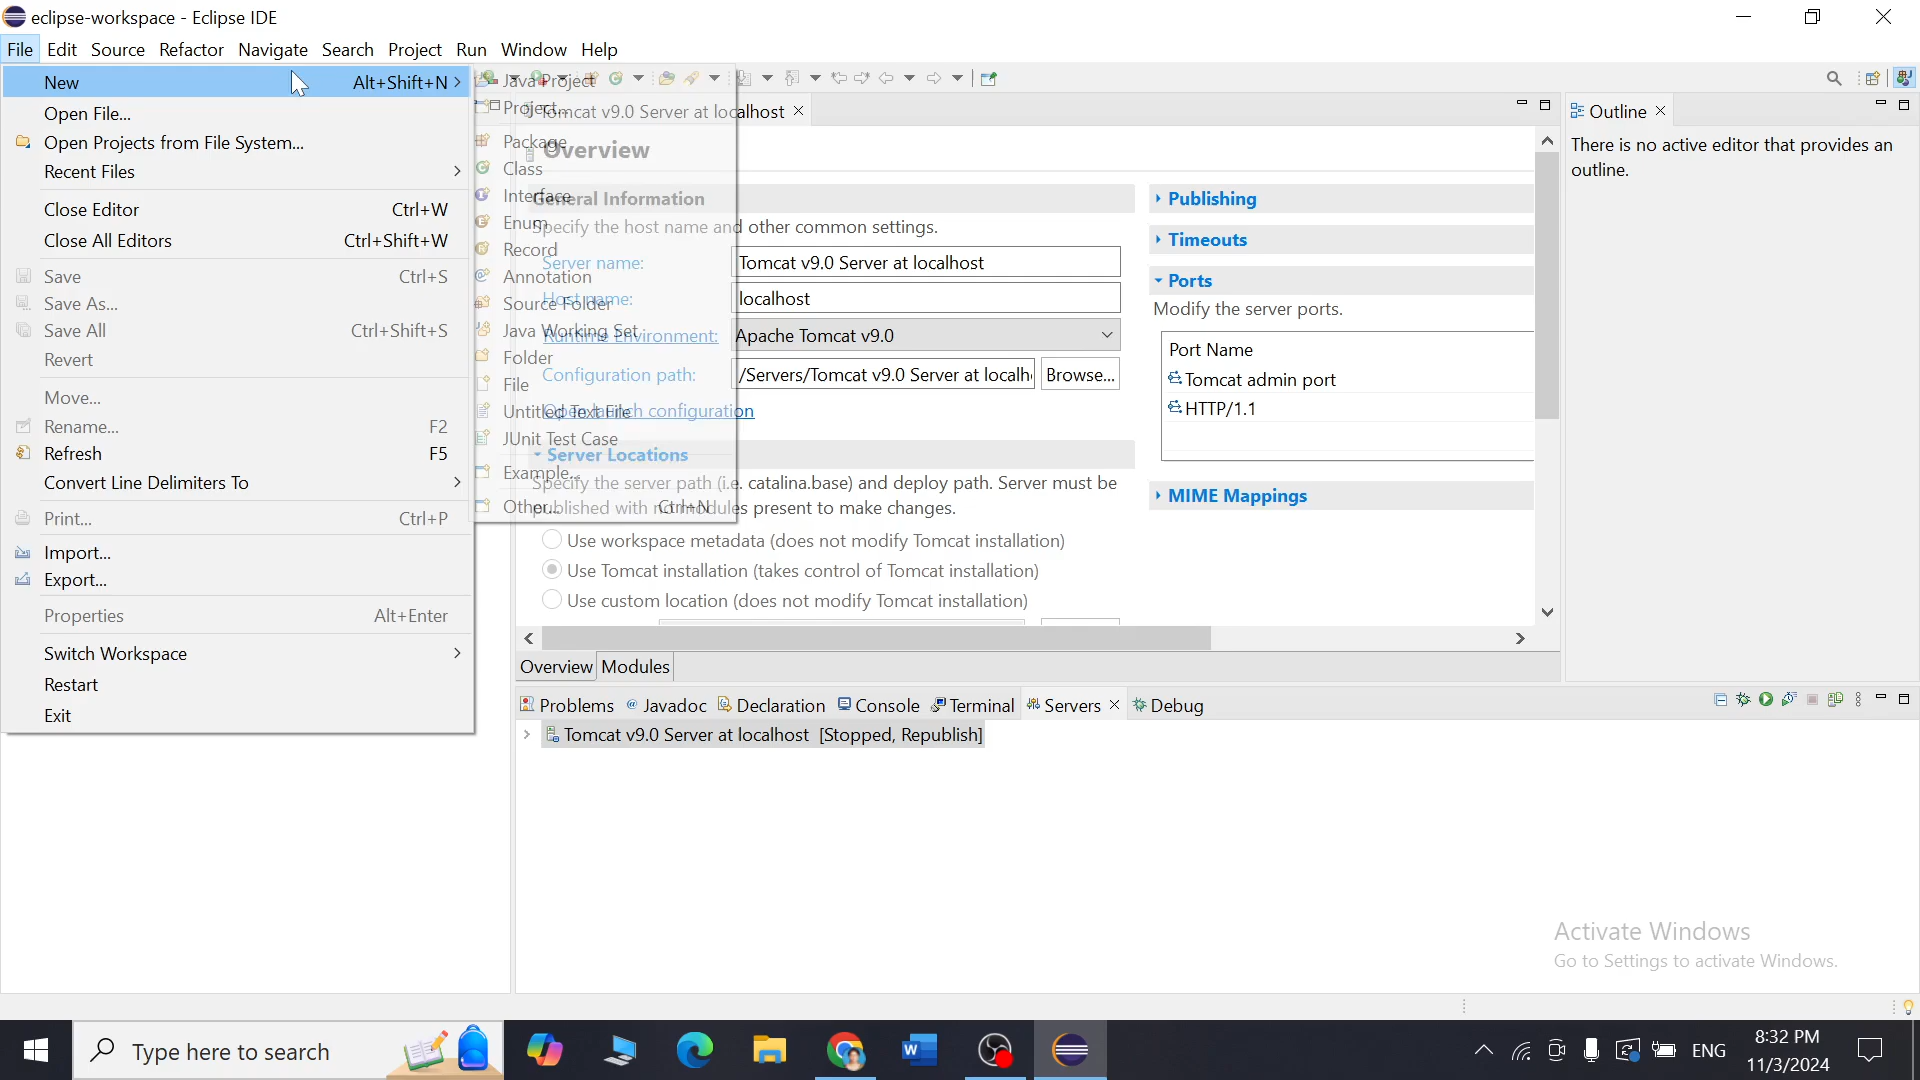 eclipse-workspace - Eclipse IDE
File Edit Source Refactor Navigate Search Project Run Window Help
New Alt+Shift+N
Open File...
Open Projects from File System...
Recent Files
Close Editor Ctrl+W
Close All Editors Ctrl+Shift+W
Save Ctrl+S
Save As...
Save All Ctrl+Shift+S
Revert
Move...
Rename... F2
Refresh F5
Convert Line Delimiters To
Print... Ctrl+P
Import...
Export...
Properties Alt+Enter
Switch Workspace
Restart
Exit
Java Project
Project...
Package
Class
Interface
Enum
Record
Annotation
Source Folder
Java Working Set
Folder
File
Untitled Text File
JUnit Test Case
Example...
Other... Ctrl+N
Tomcat v9.0 Server at localhost
Overview
General Information
Specify the host name and other common settings.
Server name: Tomcat v9.0 Server at localhost
Host name: localhost
Runtime Environment: Apache Tomcat v9.0
Configuration path: /Servers/Tomcat v9.0 Server at localh Browse...
Open launch configuration
Server Locations
Specify the server path (i.e. catalina.base) and deploy path. Server must be
published with no modules present to make changes.
Use workspace metadata (does not modify Tomcat installation)
Use Tomcat installation (takes control of Tomcat installation)
Use custom location (does not modify Tomcat installation)
Publishing
Timeouts
Ports
Modify the server ports.
Port Name
Tomcat admin port
HTTP/1.1
MIME Mappings
Overview Modules
Outline
There is no active editor that provides an
outline.
Problems Javadoc Declaration Console Terminal Servers Debug
Tomcat v9.0 Server at localhost [Stopped, Republish]
Activate Windows
Go to Settings to activate Windows.
Type here to search
ENG
8:32 PM
11/3/2024